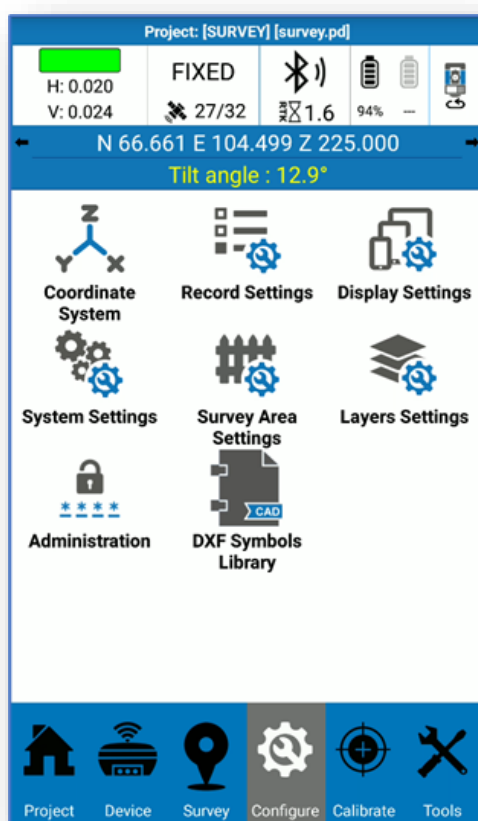 Project: [SURVEY] [survey.pd]
H: 0.020
V: 0.024
FIXED
27/32
RTK
1.6
94%
---
N 66.661 E 104.499 Z 225.000
Tilt angle : 12.9°
Z
Y X
Coordinate
System
Record Settings
Display Settings
System Settings
Survey Area
Settings
Layers Settings
****
Administration
CAD
DXF Symbols
Library
Project
Device
Survey
Configure
Calibrate
Tools